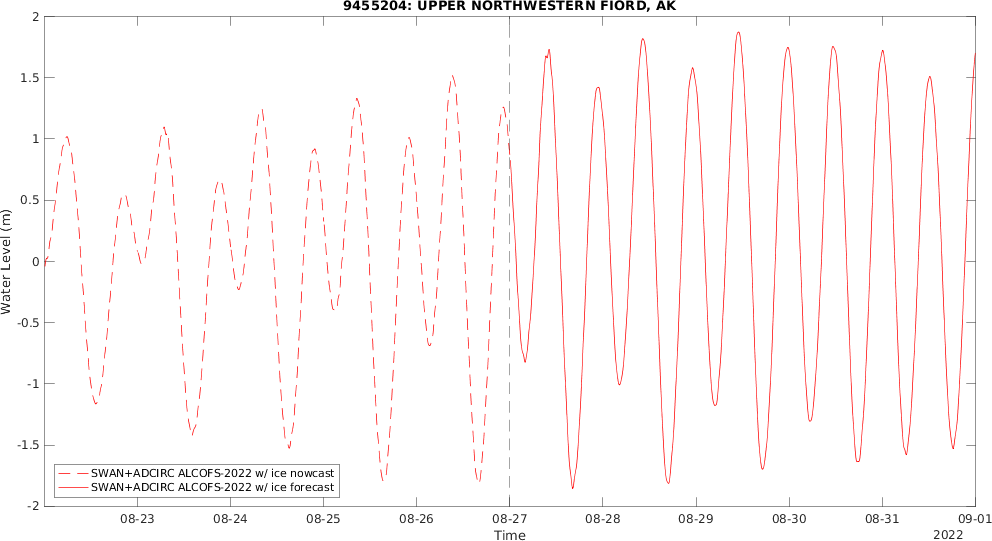 9455204: UPPER NORTHWESTERN FIORD, AK
2
1.5
1
0.5
0
-0.5
-1
-1.5
-2
Water Level (m)
SWAN+ADCIRC ALCOFS-2022 w/ ice nowcast
SWAN+ADCIRC ALCOFS-2022 w/ ice forecast
08-23 08-24 08-25 08-26 08-27 08-28 08-29 08-30 08-31 09-01
Time
2022